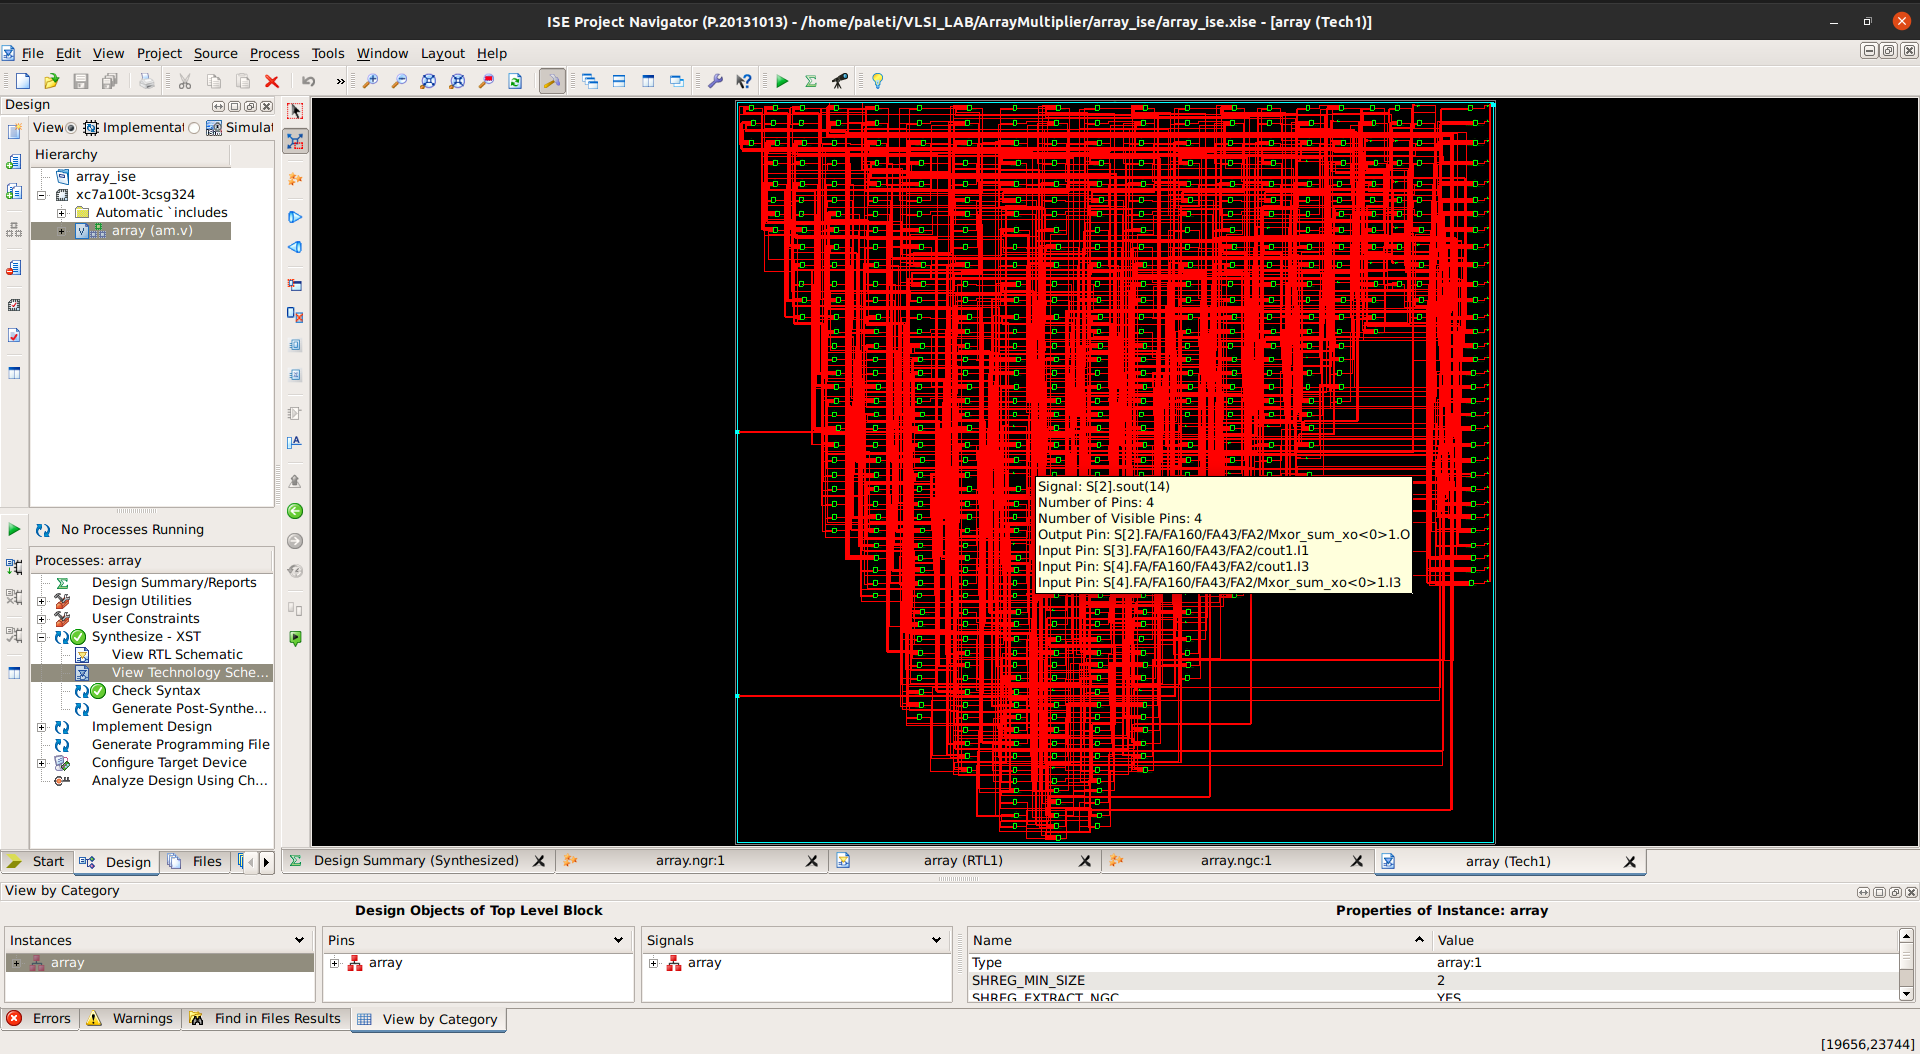 ISE Project Navigator (P.20131013) - /home/paleti/VLSI_LAB/ArrayMultiplier/array_ise/array_ise.xise - [array (Tech1)]
File Edit View Project Source Process Tools Window Layout Help
Design
View Implementat Simulat
Hierarchy
array_ise
xc7a100t-3csg324
Automatic `includes
array (am.v)
No Processes Running
Processes: array
Design Summary/Reports
Design Utilities
User Constraints
Synthesize - XST
View RTL Schematic
View Technology Sche...
Check Syntax
Generate Post-Synthe...
Implement Design
Generate Programming File
Configure Target Device
Analyze Design Using Ch...
Start Design Files
Signal: S[2].sout(14)
Number of Pins: 4
Number of Visible Pins: 4
Output Pin: S[2].FA/FA160/FA43/FA2/Mxor_sum_xo<0>1.O
Input Pin: S[3].FA/FA160/FA43/FA2/cout1.I1
Input Pin: S[4].FA/FA160/FA43/FA2/cout1.I3
Input Pin: S[4].FA/FA160/FA43/FA2/Mxor_sum_xo<0>1.I3
Design Summary (Synthesized) array.ngr:1 array (RTL1) array.ngc:1 array (Tech1)
View by Category
Design Objects of Top Level Block Properties of Instance: array
Instances Pins Signals Name Value
array array array Type array:1
SHREG_MIN_SIZE 2
SHREG_EXTRACT_NGC YES
Errors Warnings Find in Files Results View by Category
[19656,23744]